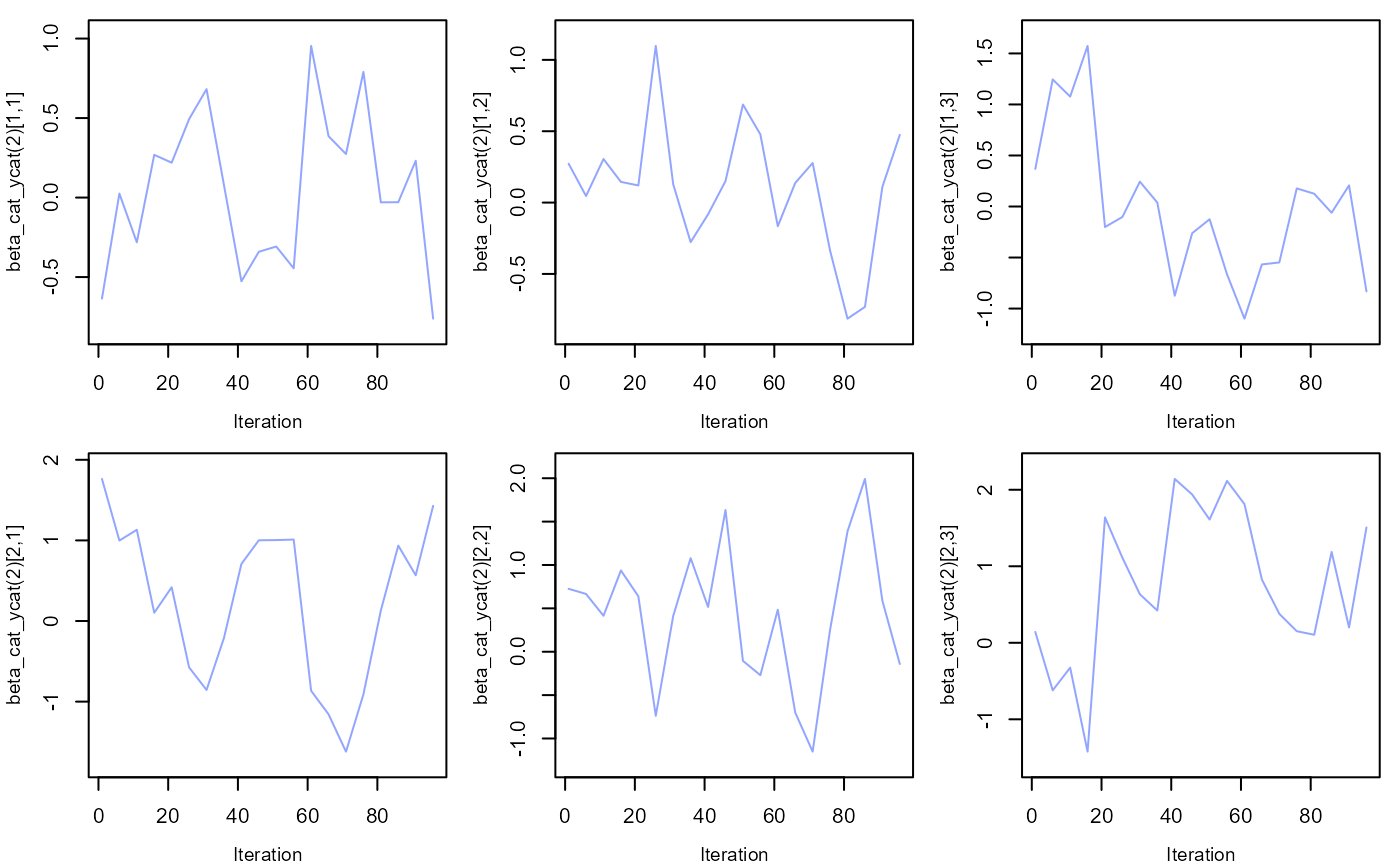 beta_cat_ycat(2)[1,1]
1.0
0.5
0.0
-0.5
0 20 40 60 80
Iteration
beta_cat_ycat(2)[1,2]
1.0
0.5
0.0
-0.5
0 20 40 60 80
Iteration
beta_cat_ycat(2)[1,3]
1.5
1.0
0.5
0.0
-1.0
0 20 40 60 80
Iteration
beta_cat_ycat(2)[2,1]
2
1
0
-1
0 20 40 60 80
Iteration
beta_cat_ycat(2)[2,2]
2.0
1.0
0.0
-1.0
0 20 40 60 80
Iteration
beta_cat_ycat(2)[2,3]
2
1
0
-1
0 20 40 60 80
Iteration